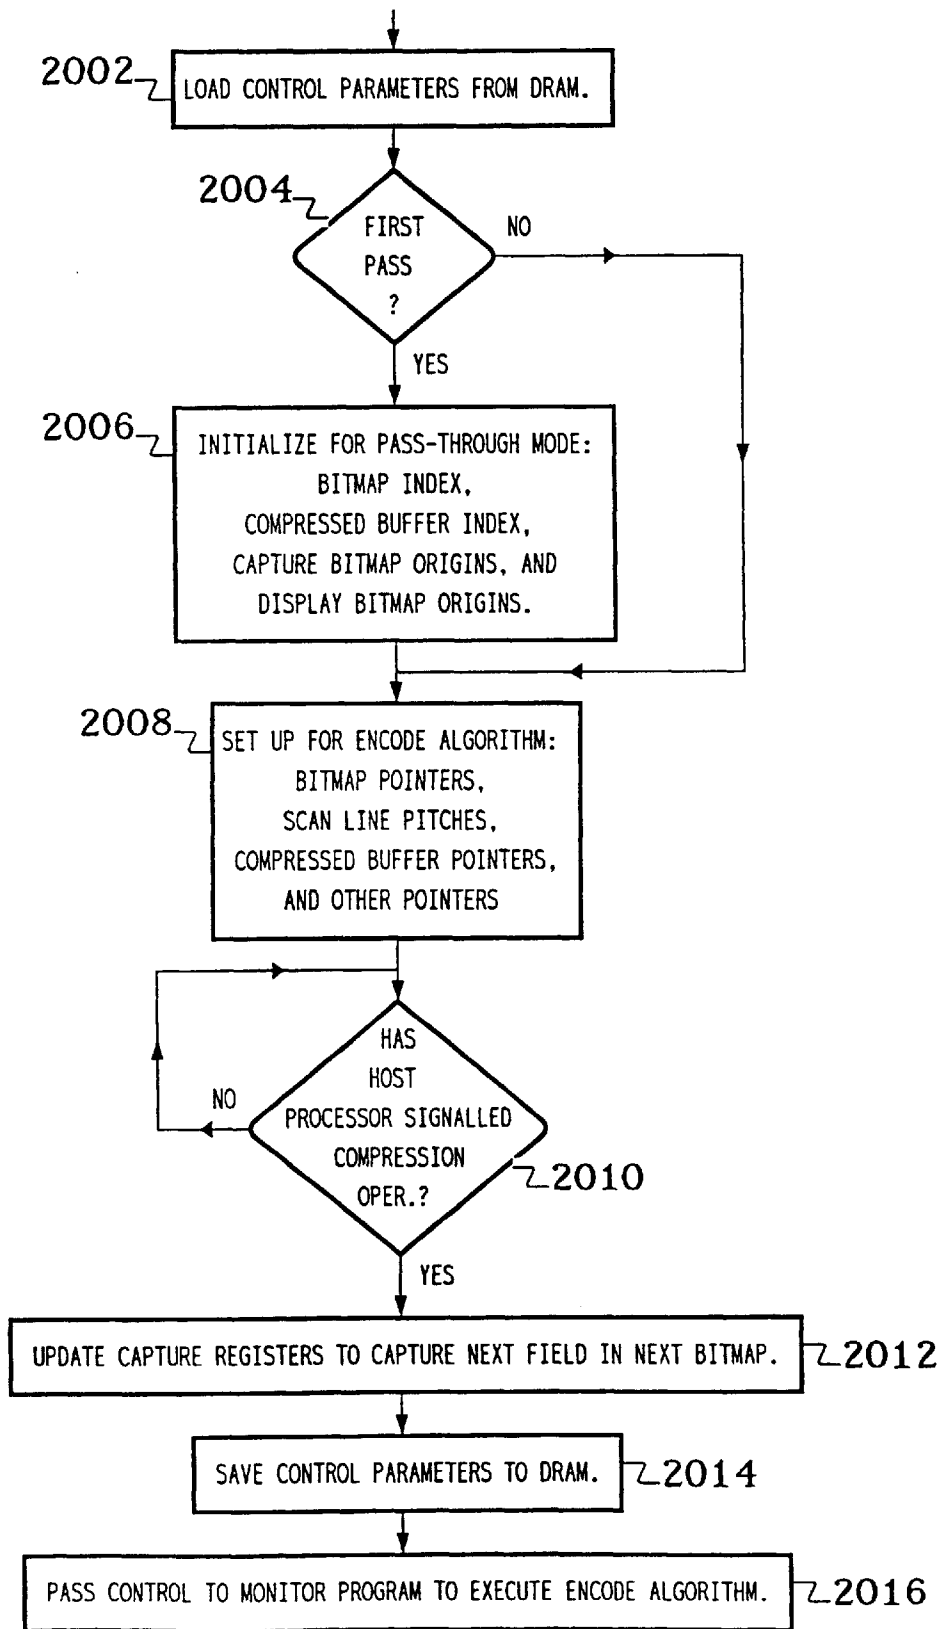 2002
LOAD CONTROL PARAMETERS FROM DRAM.
2004
FIRST
PASS
?
NO
YES
2006
INITIALIZE FOR PASS-THROUGH MODE:
BITMAP INDEX,
COMPRESSED BUFFER INDEX,
CAPTURE BITMAP ORIGINS, AND
DISPLAY BITMAP ORIGINS.
2008
SET UP FOR ENCODE ALGORITHM:
BITMAP POINTERS,
SCAN LINE PITCHES,
COMPRESSED BUFFER POINTERS,
AND OTHER POINTERS
HAS
HOST
PROCESSOR SIGNALLED
COMPRESSION
OPER.?
NO
2010
YES
UPDATE CAPTURE REGISTERS TO CAPTURE NEXT FIELD IN NEXT BITMAP.
2012
SAVE CONTROL PARAMETERS TO DRAM.
2014
PASS CONTROL TO MONITOR PROGRAM TO EXECUTE ENCODE ALGORITHM.
2016